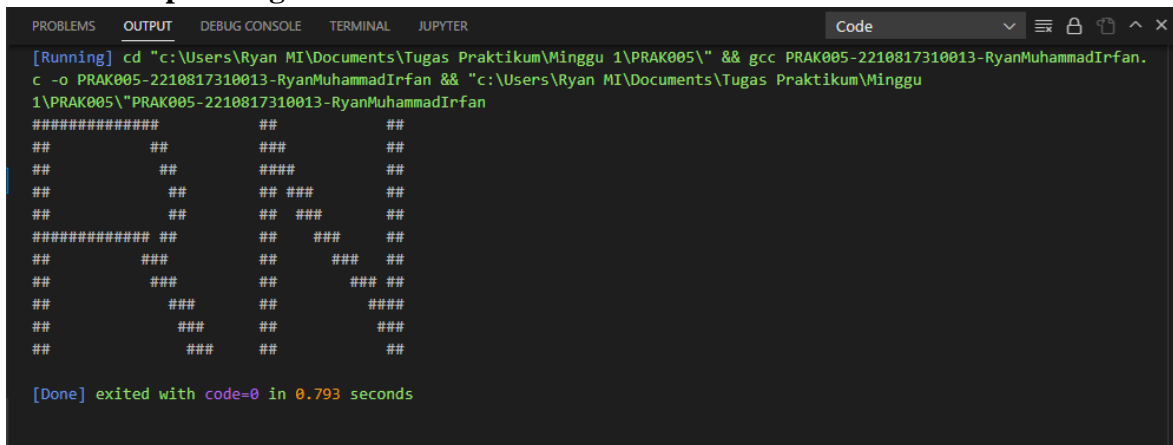 PROBLEMS OUTPUT DEBUG CONSOLE TERMINAL JUPYTER Code
[Running] cd "c:\Users\Ryan MI\Documents\Tugas Praktikum\Minggu 1\PRAK005\" && gcc PRAK005-2210817310013-RyanMuhammadIrfan.
c -o PRAK005-2210817310013-RyanMuhammadIrfan && "c:\Users\Ryan MI\Documents\Tugas Praktikum\Minggu
1\PRAK005\"PRAK005-2210817310013-RyanMuhammadIrfan
##############           ##            ##
##           ##          ###           ##
##            ##         ####          ##
##             ##        ## ###        ##
##             ##        ##  ###       ##
############# ##         ##    ###     ##
##          ###          ##      ###   ##
##           ###         ##        ### ##
##             ###       ##          ####
##              ###      ##           ###
##               ###     ##            ##
[Done] exited with code=0 in 0.793 seconds